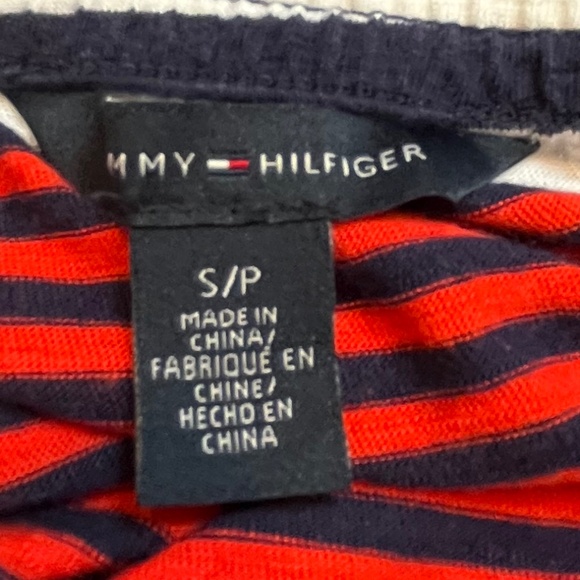 MMY HILFIGER
S/P
MADE IN
CHINA/
FABRIQUÉ EN
CHINE/
HECHO EN
CHINA